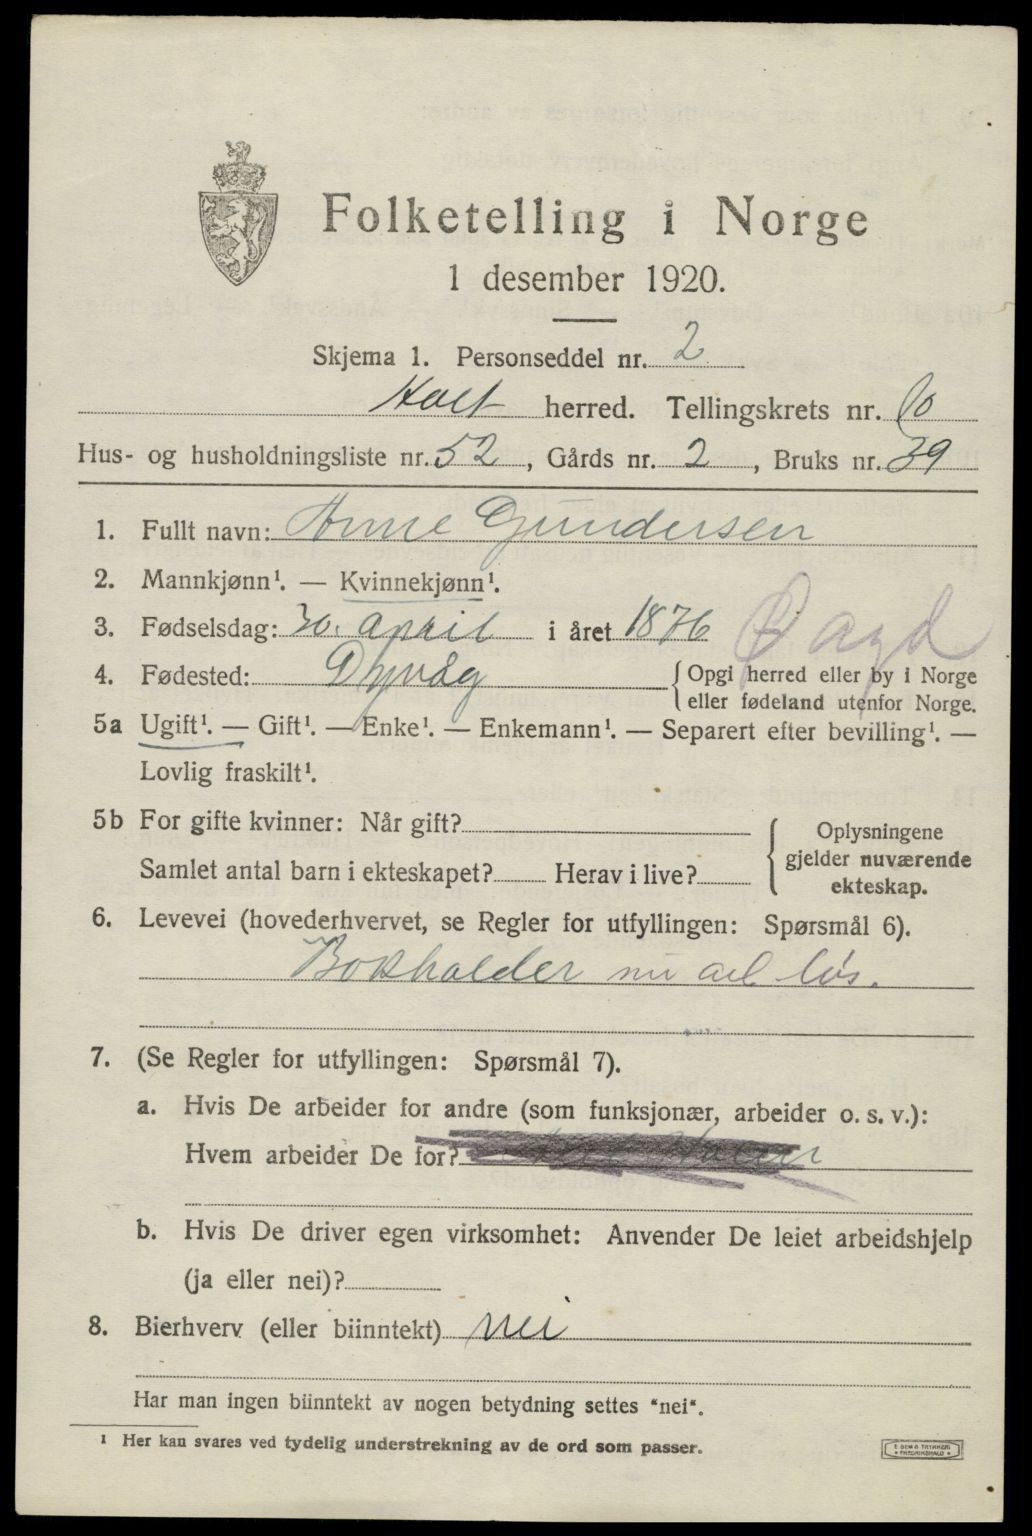 Folketelling i Norge
1 desember 1920.
Skjema 1. Personseddel nr. 2
Holt herred. Tellingskrets nr. 10
Hus- og husholdningsliste nr. 52, Gårds nr. 2, Bruks nr. 39
1. Fullt navn: Anne Gundersen
2. Mannkjønn¹. — Kvinnekjønn¹.
3. Fødselsdag: 30. april i året 1876
4. Fødested: Dypvåg {Opgi herred eller by i Norge
eller fødeland utenfor Norge.
5a Ugift¹. — Gift¹. — Enke¹. — Enkemann¹. — Separert efter bevilling¹. —
Lovlig fraskilt¹.
5b For gifte kvinner: Når gift?
Samlet antal barn i ekteskapet? Herav i live?
Oplysningene
gjelder nuværende
ekteskap.
6. Levevei (hovederhvervet, se Regler for utfyllingen: Spørsmål 6).
Bokholder nu arb. løs.
7. (Se Regler for utfyllingen: Spørsmål 7).
a. Hvis De arbeider for andre (som funksjonær, arbeider o. s. v.):
Hvem arbeider De for?
b. Hvis De driver egen virksomhet: Anvender De leiet arbeidshjelp
(ja eller nei)?
8. Bierhverv (eller biinntekt) nei
Har man ingen biinntekt av nogen betydning settes "nei".
¹ Her kan svares ved tydelig understrekning av de ord som passer.